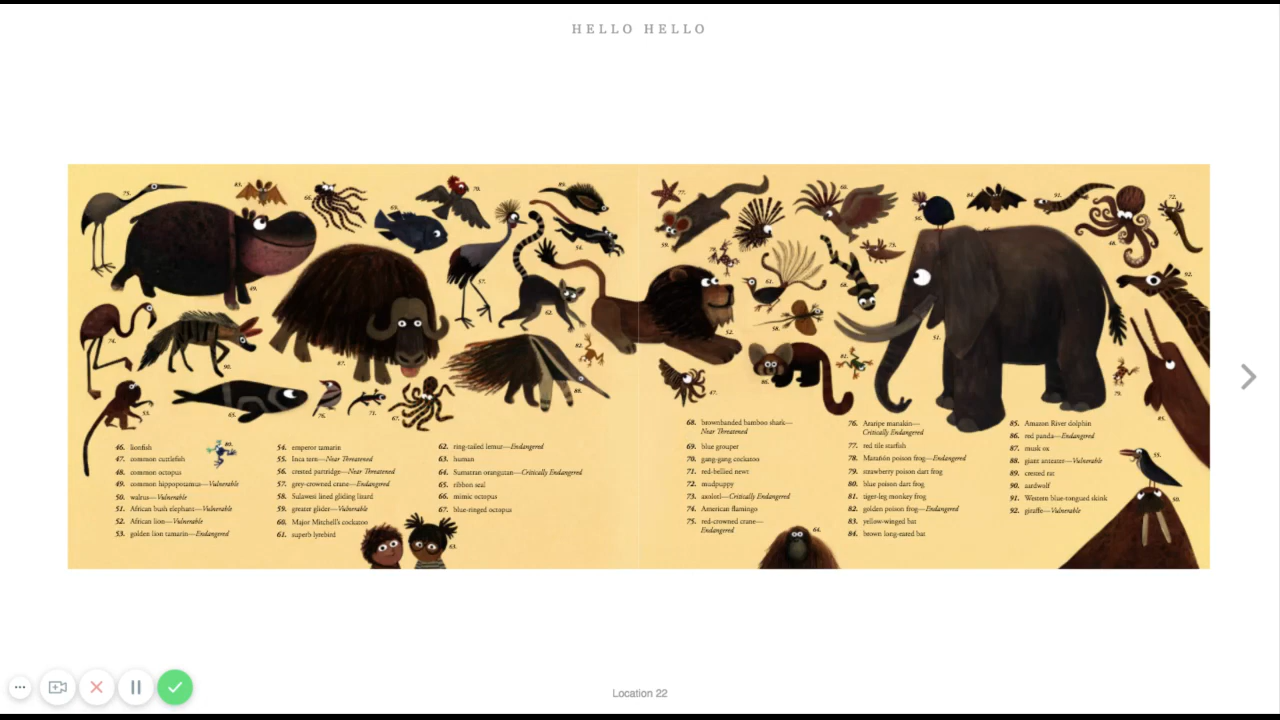 HELLO HELLO
46. lionfish
47. common cuttlefish
48. common octopus
49. common hippopotamus—Vulnerable
50. walrus—Vulnerable
51. African bush elephant—Vulnerable
52. African lion—Vulnerable
53. golden lion tamarin—Endangered
54. emperor tamarin
55. Inca tern—Near Threatened
56. crested partridge—Near Threatened
57. grey-crowned crane—Endangered
58. Sulawesi lined gliding lizard
59. greater glider—Vulnerable
60. Major Mitchell's cockatoo
61. superb lyrebird
62. ring-tailed lemur—Endangered
63. human
64. Sumatran orangutan—Critically Endangered
65. ribbon seal
66. mimic octopus
67. blue-ringed octopus
68. brownbanded bamboo shark—
Near Threatened
69. blue grouper
70. gang-gang cockatoo
71. red-bellied newt
72. mudpuppy
73. axolotl—Critically Endangered
74. American flamingo
75. red-crowned crane—
Endangered
76. Araripe manakin—
Critically Endangered
77. red tile starfish
78. Marañón poison frog—Endangered
79. strawberry poison dart frog
80. blue poison dart frog
81. tiger-leg monkey frog
82. golden poison frog—Endangered
83. yellow-winged bat
84. brown long-eared bat
85. Amazon River dolphin
86. red panda—Endangered
87. musk ox
88. giant anteater—Vulnerable
89. crested rat
90. aardwolf
91. Western blue-tongued skink
92. giraffe—Vulnerable
Location 22